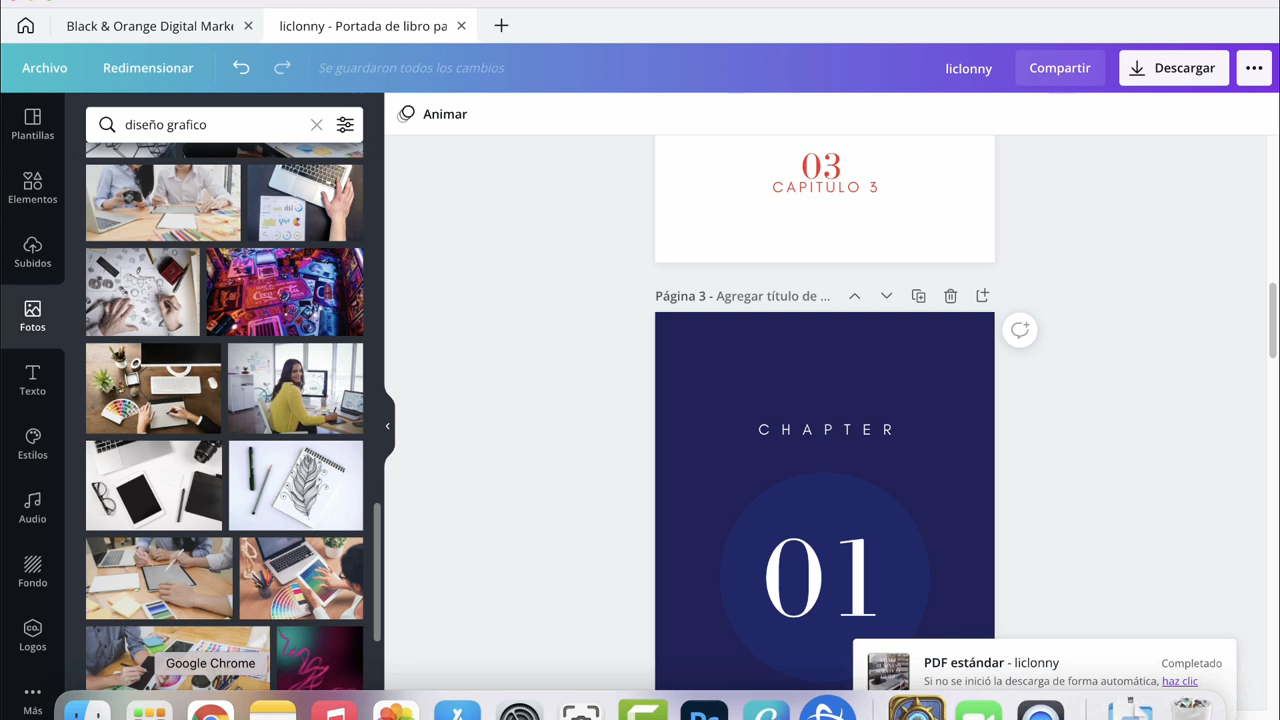 Black & Orange Digital Marke
liclonny - Portada de libro pa
Archivo
Redimensionar
Se guardaron todos los cambios
liclonny
Compartir
Descargar
Plantillas
Elementos
Subidos
Fotos
Texto
Estilos
Audio
Fondo
CO.
Logos
Más
diseño grafico
Google Chrome
Animar
03
CAPITULO 3
Página 3 - Agregar título de ...
CHAPTER
01
PDF estándar - liclonny
Completado
Si no se inició la descarga de forma automática, haz clic
Ps